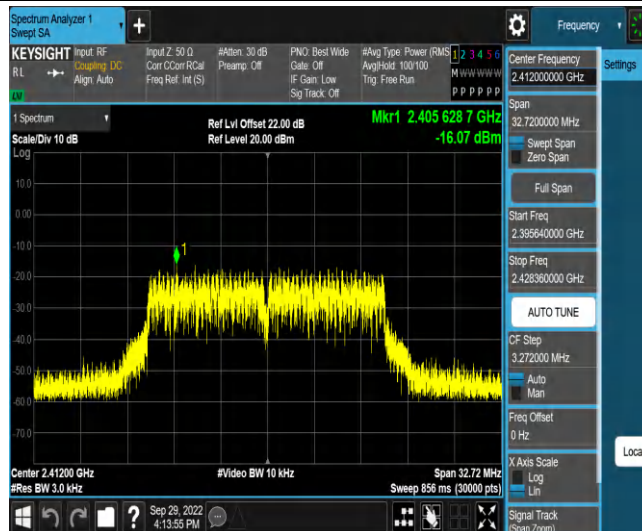 Spectrum Analyzer 1
Swept SA
+
Frequency
KEYSIGHT
RL
LV
Input: RF
Coupling: DC
Align: Auto
Input Z: 50 Ω
Corr CCorr RCal
Freq Ref: Int (S)
#Atten: 30 dB
Preamp: Off
PNO: Best Wide
Gate: Off
IF Gain: Low
Sig Track: Off
#Avg Type: Power (RMS
Avg|Hold: 100/100
Trig: Free Run
1 2 3 4 5 6
M W W W W W
P P P P P P
1 Spectrum
Scale/Div 10 dB
Log
Ref Lvl Offset 22.00 dB
Ref Level 20.00 dBm
Mkr1 2.405 628 7 GHz
-16.07 dBm
10.0
0.00
-10.0
-20.0
-30.0
-40.0
-50.0
-60.0
-70.0
1
Center 2.41200 GHz
#Res BW 3.0 kHz
#Video BW 10 kHz
Span 32.72 MHz
Sweep 856 ms (30000 pts)
Sep 29, 2022
4:13:55 PM
?
Center Frequency
2.412000000 GHz
Span
32.7200000 MHz
Swept Span
Zero Span
Full Span
Start Freq
2.395640000 GHz
Stop Freq
2.428360000 GHz
AUTO TUNE
CF Step
3.272000 MHz
Auto
Man
Freq Offset
0 Hz
X Axis Scale
Log
Lin
Signal Track
(Span Zoom)
Settings
Loca